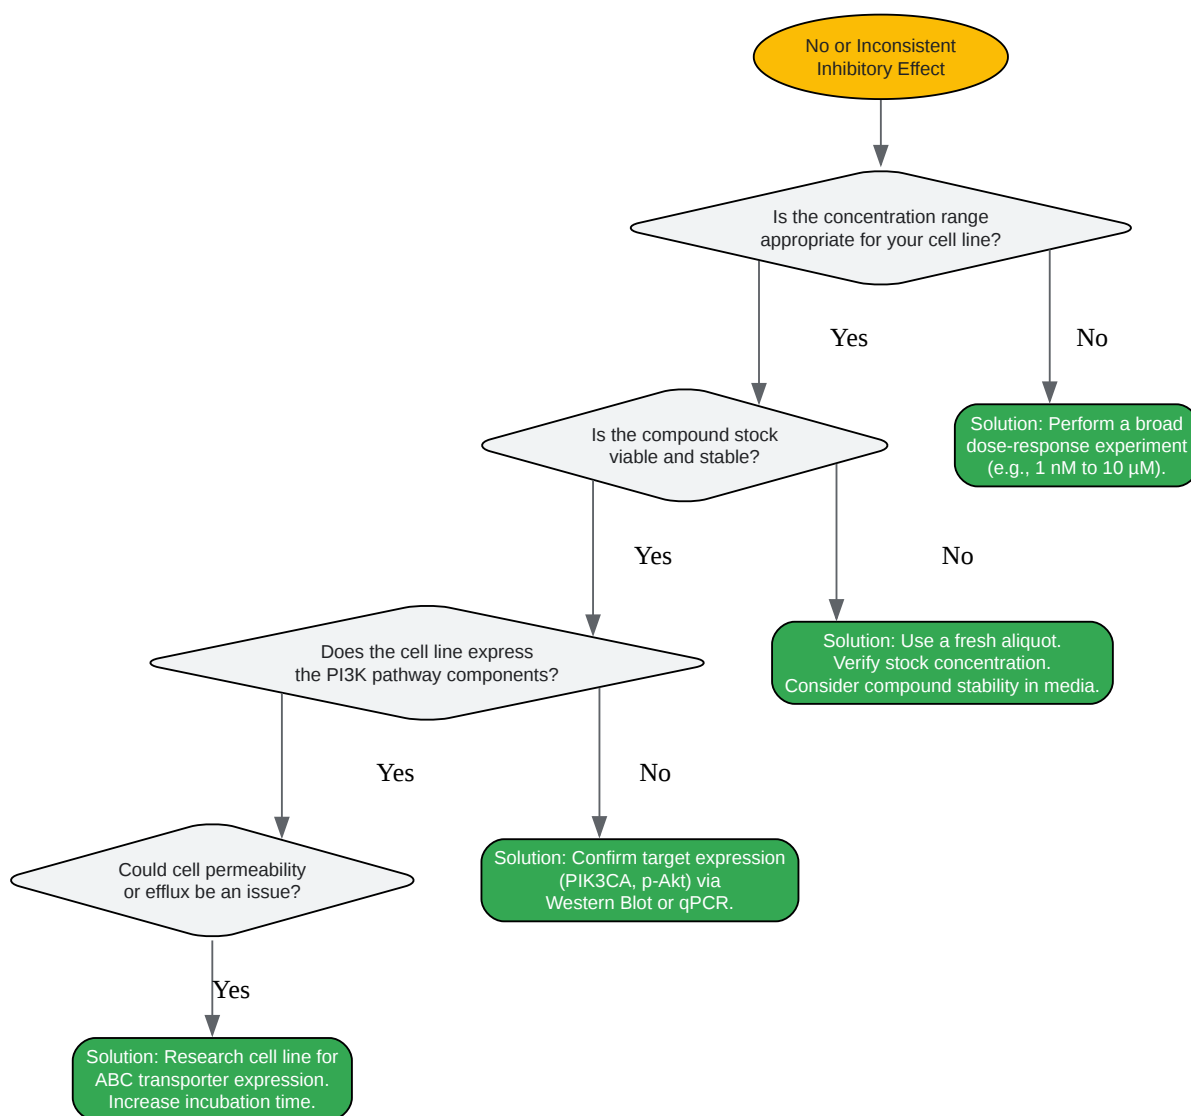 No or Inconsistent
Inhibitory Effect
Is the concentration range
appropriate for your cell line?
Yes
No
Solution: Perform a broad
dose-response experiment
(e.g., 1 nM to 10 µM).
Is the compound stock
viable and stable?
Yes
No
Solution: Use a fresh aliquot.
Verify stock concentration.
Consider compound stability in media.
Does the cell line express
the PI3K pathway components?
Yes
No
Solution: Confirm target expression
(PIK3CA, p-Akt) via
Western Blot or qPCR.
Could cell permeability
or efflux be an issue?
Yes
Solution: Research cell line for
ABC transporter expression.
Increase incubation time.